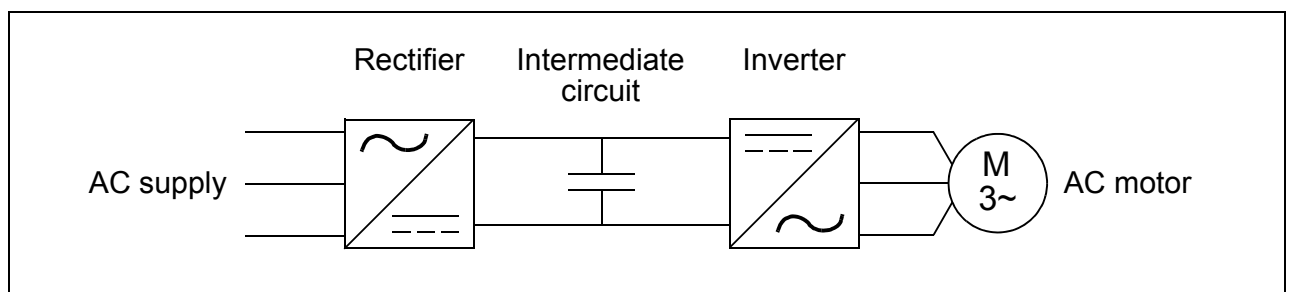 Rectifier
Intermediate
circuit
Inverter
AC supply
M
3~
AC motor